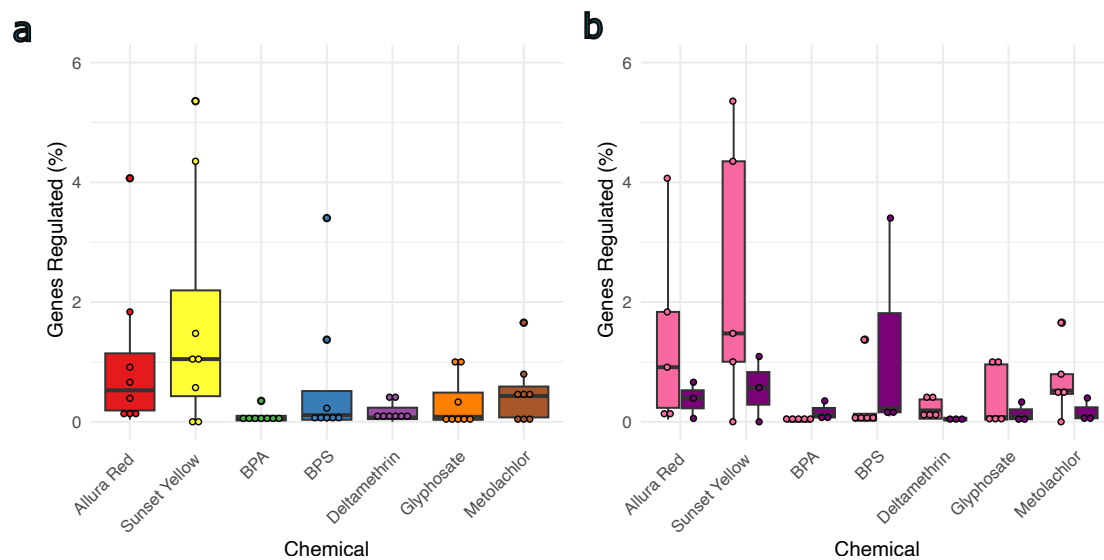 a
6
4
2
0
Genes Regulated (%)
Allura Red
Sunset Yellow
BPA
BPS
Deltamethrin
Glyphosate
Metolachlor
Chemical
b
6
4
2
0
Genes Regulated (%)
Allura Red
Sunset Yellow
BPA
BPS
Deltamethrin
Glyphosate
Metolachlor
Chemical